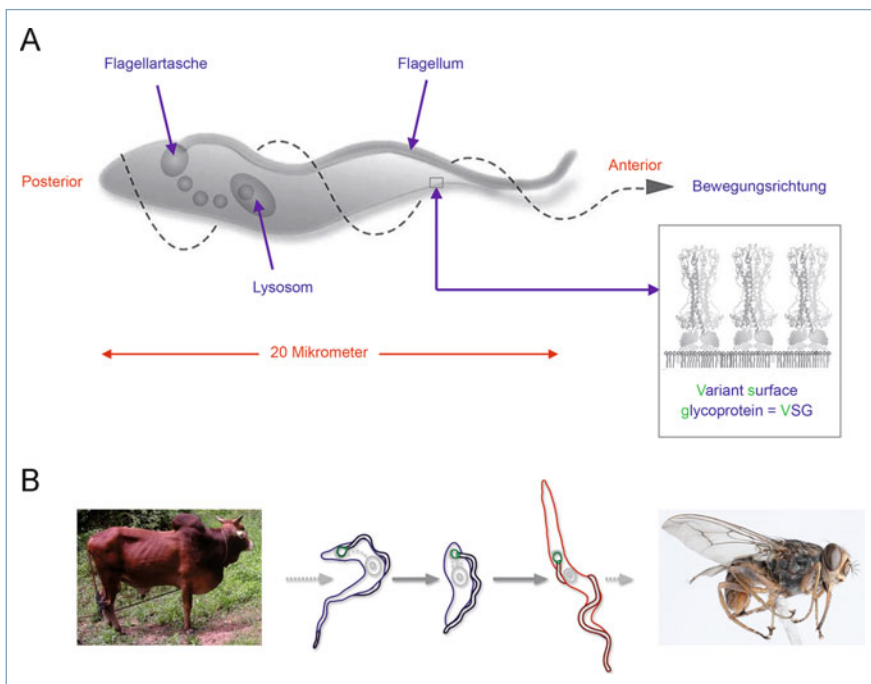 A
Flagellartasche
Flagellum
Posterior
Anterior
Bewegungsrichtung
Lysosom
20 Mikrometer
Variant surface
glycoprotein = VSG
B